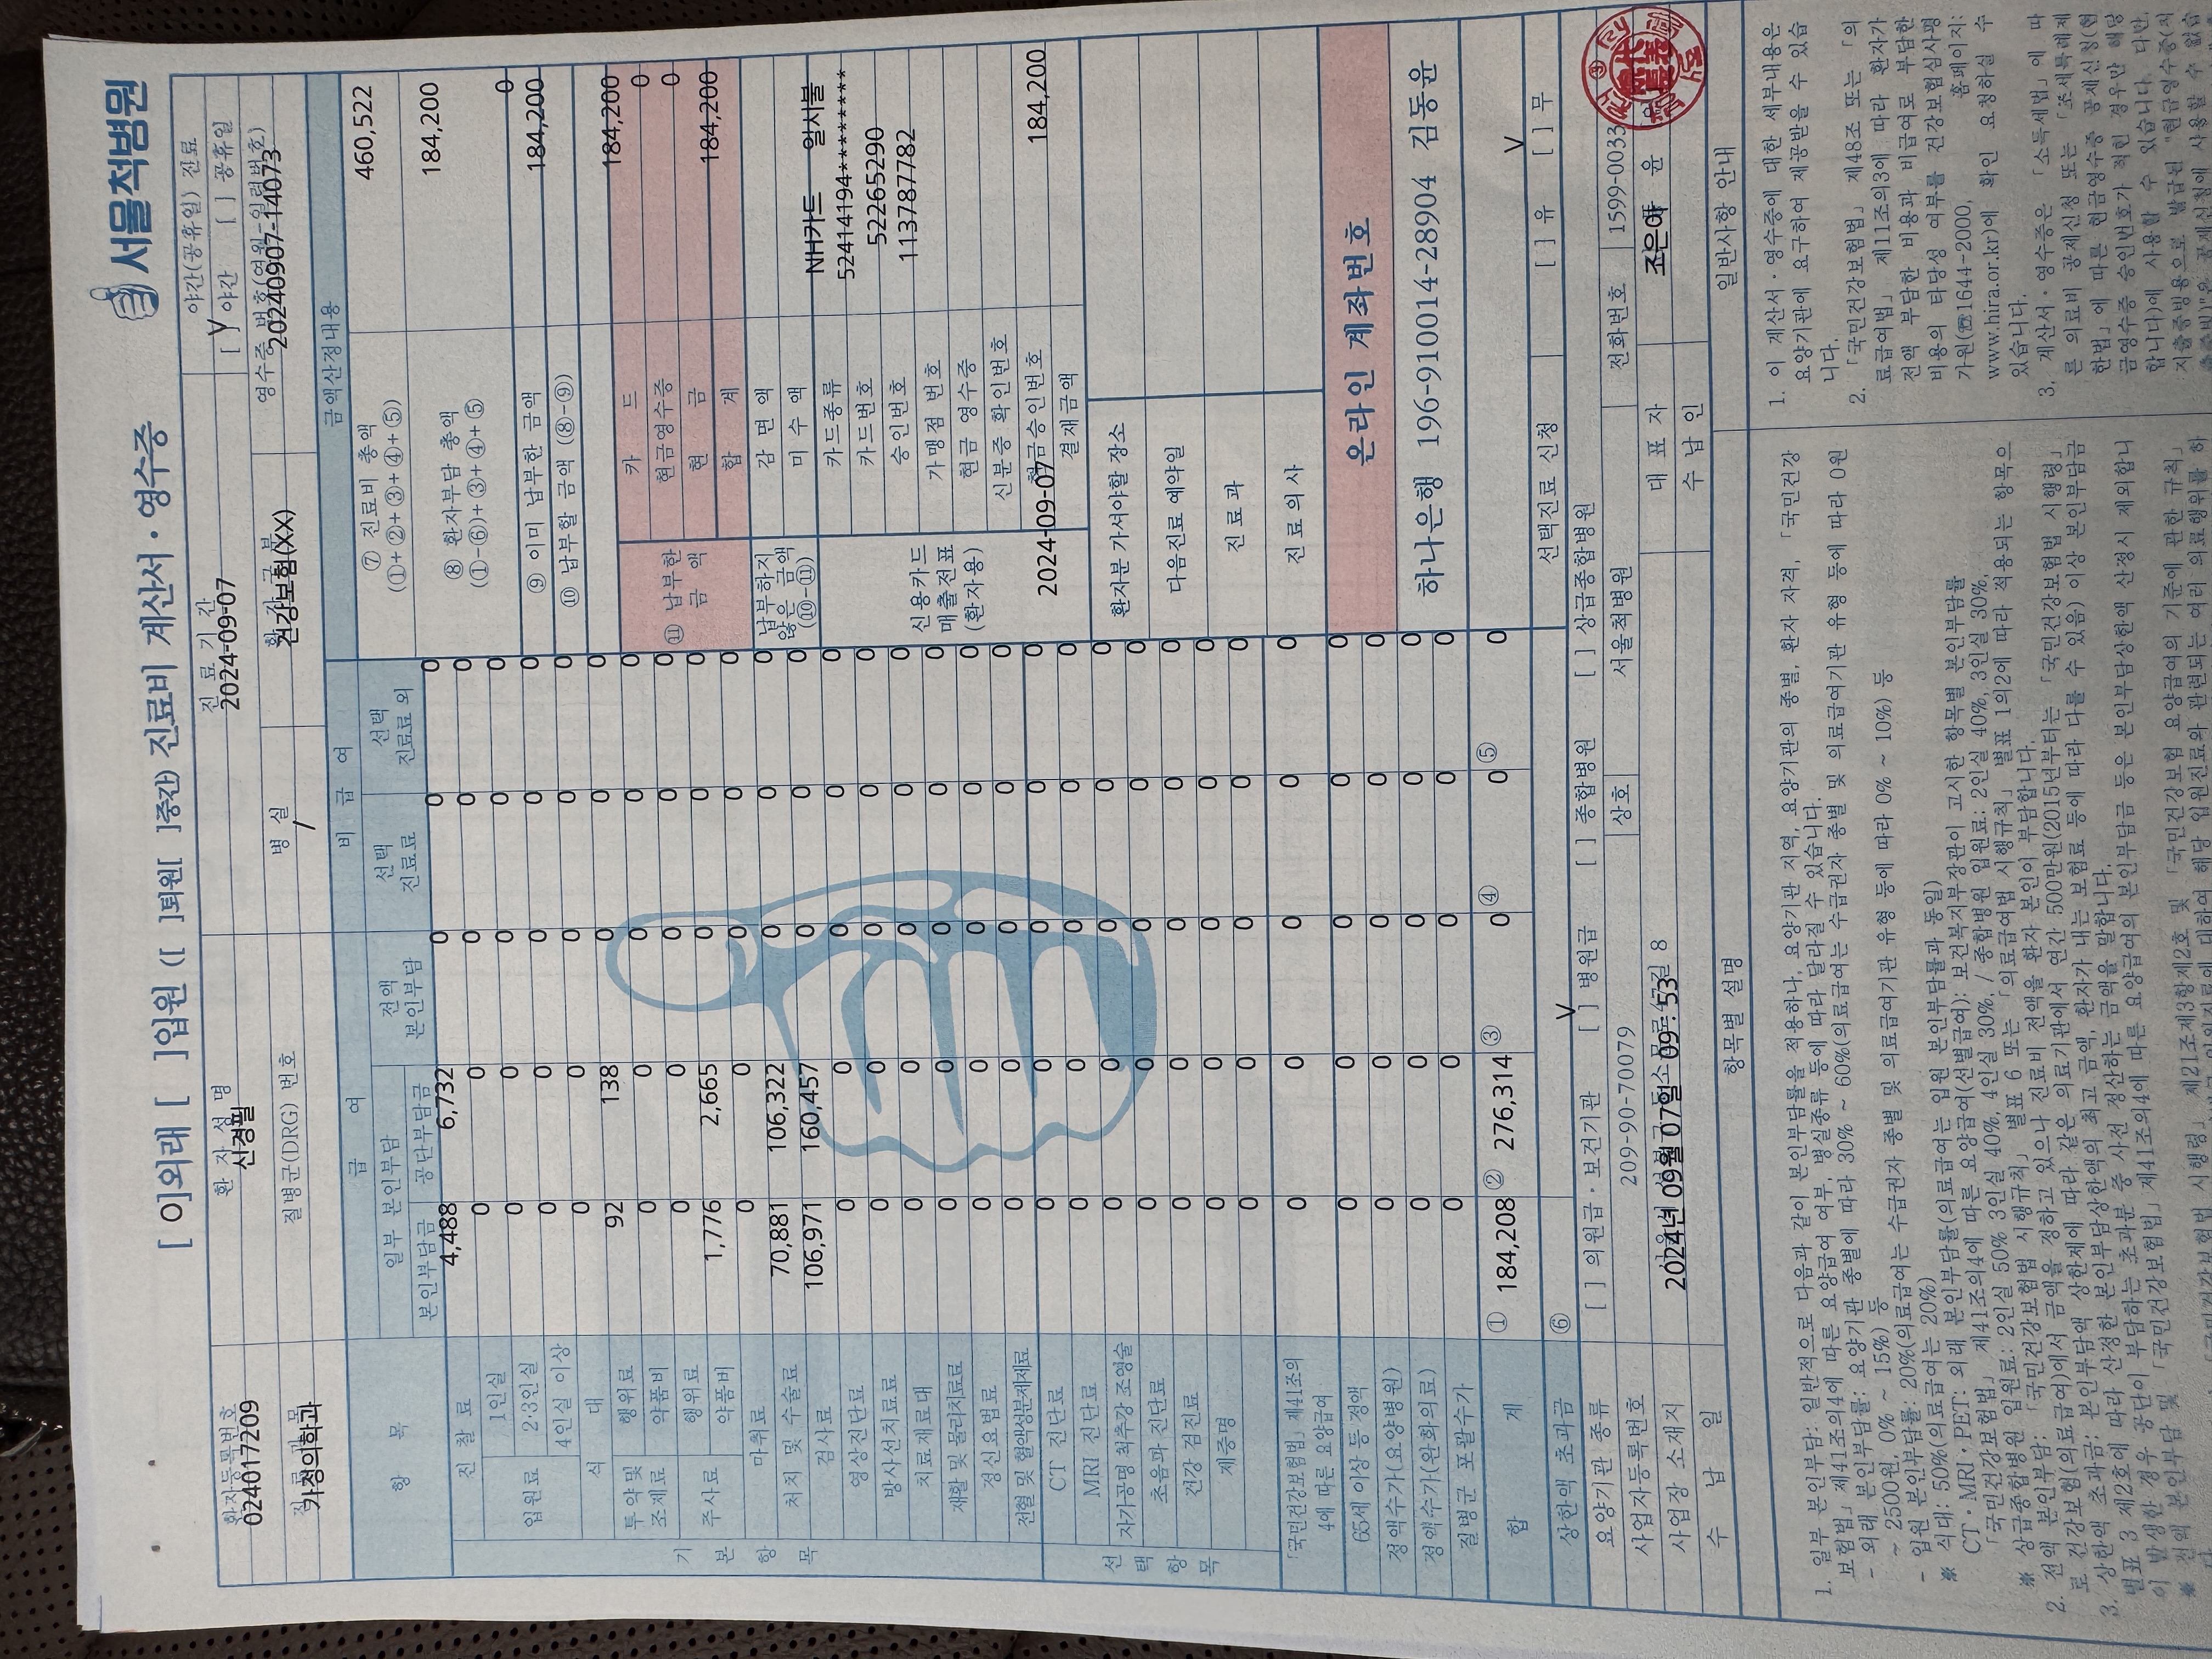 서울척병원
[ O]외래 [ ]입원 ([ ]퇴원[ ]중간) 진료비 계산서 · 영수증
환자등록번호 환 자 성 명 진 료 기 간 야간(공휴일) 진료
024017209 신경필 2024-09-07 [V] 야간 [ ] 공휴일
진 료 과 목 질병군(DRG) 번호 병 실 환 자 구 분 영수증 번호(연월-일련번호)
가정의학과 / 건강보험(XX) 20240907-14073
항 목 급 여 비 급 여 금액산정내용
일부 본인부담 전액 본인부담 선택 진료료 선택 진료료 외
본인부담금 공단부담금
기 본 항 목
진 찰 료 4,488 6,732 0 0 0
입원료 1인실 0 0 0 0 0
2·3인실 0 0 0 0 0
4인실 이상 0 0 0 0 0
식 대 0 0 0 0 0
투약 및 조제료 행위료 92 138 0 0 0
약품비 0 0 0 0 0
주사료 행위료 0 0 0 0 0
약품비 1,776 2,665 0 0 0
마취료 0 0 0 0 0
처치 및 수술료 70,881 106,322 0 0 0
검사료 106,971 160,457 0 0 0
영상진단료 0 0 0 0 0
방사선치료료 0 0 0 0 0
치료재료대 0 0 0 0 0
재활 및 물리치료료 0 0 0 0 0
정신요법료 0 0 0 0 0
전혈 및 혈액성분제제료 0 0 0 0 0
선 택 항 목
CT 진단료 0 0 0 0 0
MRI 진단료 0 0 0 0 0
자가공명 척추강 조영술 0 0 0 0 0
초음파 진단료 0 0 0 0 0
건강 검진료 0 0 0 0 0
제증명 0 0 0 0 0
0 0 0 0 0
「국민건강보험법」 제41조의
4에 따른 요양급여 0 0 0 0 0
65세 이상 등 정액 0 0 0 0 0
정액수가(요양병원) 0 0 0 0 0
정액수가(완화의료) 0 0 0 0 0
질병군 포괄수가 0 0 0 0 0
합 계 ① 184,208 ② 276,314 ③ 0 ④ 0 ⑤ 0
상한액 초과금 ⑥
⑦ 진료비 총액 460,522
(①+②+③+④+⑤)
⑧ 환자부담 총액 184,200
(①-⑥)+③+④+⑤
⑨ 이미 납부한 금액 0
⑩ 납부할 금액 (⑧-⑨) 184,200
⑪ 납부한 금 액
카 드 184,200
현금영수증 0
현 금 0
합 계 184,200
납부하지 않은 금액 (⑩-⑪)
감 면 액
미 수 액
신용카드 매출전표 (환자용)
카드종류 NH카드 일시불
카드번호 52414194********
승인번호 52265290
가맹점 번호 113787782
현금 영수증
신분증 확인번호
현금승인번호
2024-09-07
결재금액 184,200
환자분 가셔야할 장소
다음진료 예약일
진 료 과
진 료 의 사
온라인 계좌번호
하나은행 196-910014-28904 김동윤
선택진료 신청 [ ] 유 [V] 무
요양기관 종류 [ ] 의원급 · 보건기관 [V] 병원급 [ ] 종합병원 [ ] 상급종합병원
사업자등록번호 209-90-70079 상호 서울척병원 전화번호 1599-0033
사업장 소재지 8 대 표 자 윤
수 납 일 2024년 09월 07일 09 : 53 수 납 인 조은아
항목별 설명
1. 일부 본인부담: 일반적으로 다음과 같이 본인부담률을 적용하나, 요양기관 지역, 요양기관의 종별, 환자 자격, 「국민건강
보험법」 제41조의4에 따른 요양급여 여부, 병실종류 등에 따라 달라질 수 있습니다.
- 외래 본인부담률: 요양기관 종별에 따라 30% ~ 60%(의료급여는 수급권자 종별 및 의료급여기관 유형 등에 따라 0원
~ 2500원, 0% ~ 15%) 등
- 입원 본인부담률: 20%(의료급여는 수급권자 종별 및 의료급여기관 유형 등에 따라 0% ~ 10%) 등
※ 식대: 50%(의료급여는 20%)
CT · MRI · PET: 외래 본인부담률(의료급여는 입원 본인부담률과 동일)
「국민건강보험법」 제41조의4에 따른 요양급여(선별급여): 보건복지부장관이 고시한 항목별 본인부담률
※ 상급종합병원 입원료: 2인실 50% 3인실 40%, 4인실 30%, / 종합병원 입원료: 2인실 40%, 3인실 30%,
2. 전액 본인부담: 「국민건강보험법 시행규칙」 별표 6 또는 「의료급여법 시행규칙」 별표 1의2에 따라 적용되는 항목으
로 건강보험(의료급여)에서 금액을 정하고 있으나 진료비 전액을 환자 본인이 부담합니다.
3. 상한액 초과금: 본인부담액 상한제에 따라 같은 의료기관에서 연간 500만원(2015년부터는 「국민건강보험법 시행령」
별표 3 제2호에 따라 산정한 본인부담상한액의 최고 금액, 환자가 내는 보험료 등에 따라 다를 수 있음) 이상 본인부담금
이 발생한 경우 공단이 부담하는 초과분 중 사전 정산하는 금액을 말합니다.
※ 전액 본인부담 및 「국민건강보험법」 제41조의4에 따른 요양급여의 본인부담금 등은 본인부담상한액 산정시 제외합니
다.
시행령」 제21조제3항제2호 및 「국민건강보험 요양급여의 기준에 관한 규칙」
해당 입원진료와 관련되는 여러 의료행위를 하
일반사항 안내
1. 이 계산서 · 영수증에 대한 세부내용은
요양기관에 요구하여 제공받을 수 있습
니다.
2. 「국민건강보험법」 제48조 또는 「의
료급여법」 제11조의3에 따라 환자가
전액 부담한 비용과 비급여로 부담한
비용의 타당성 여부를 건강보험심사평
가원(☎1644-2000, 홈페이지:
www.hira.or.kr)에 확인 요청하실 수
있습니다.
3. 계산서 · 영수증은 「소득세법」에 따
른 의료비 공제신청 또는 「조세특례제
한법」에 따른 현금영수증 공제신청(현
금영수증 승인번호가 적힌 경우만 해당
합니다)에 사용할 수 있습니다. 다만,
지출증빙용으로 발급된 "현금영수증(지
출증빙)"은 공제신청에 사용할 수 없습